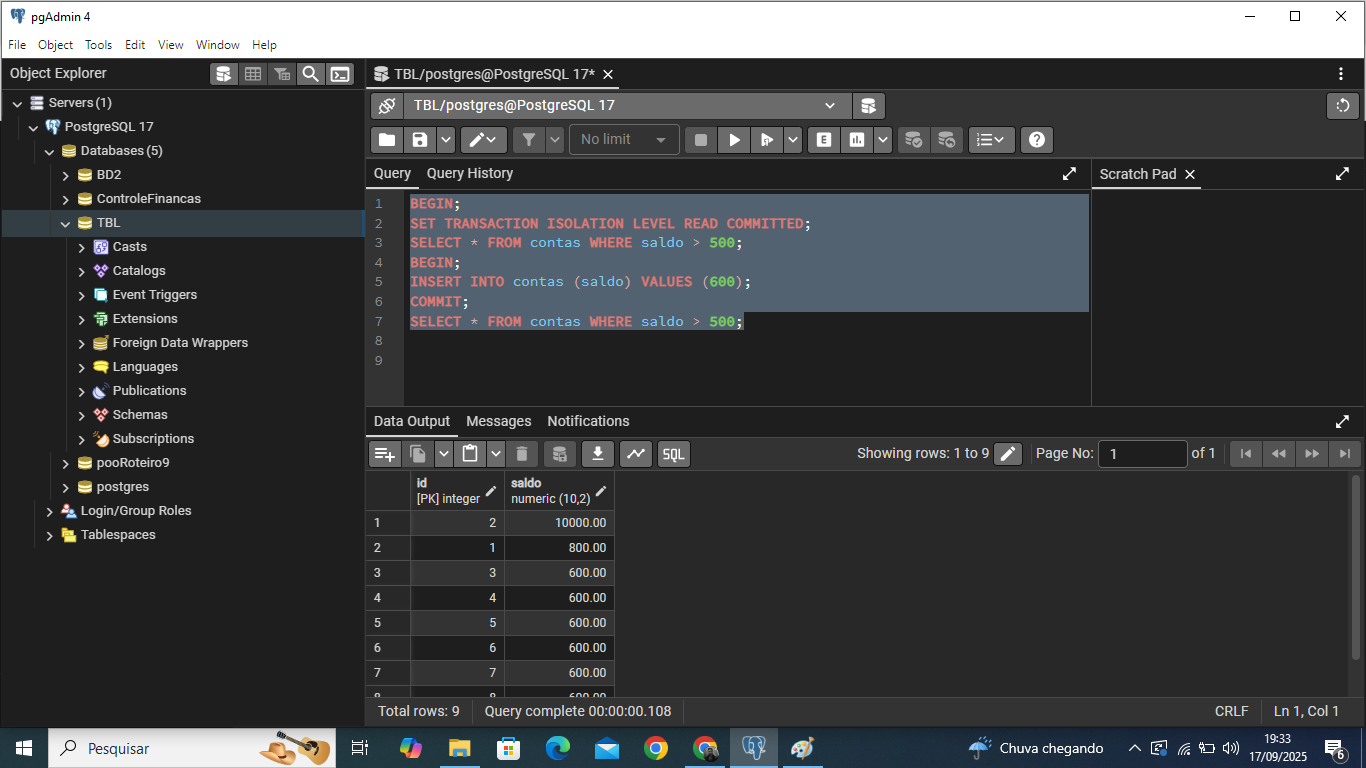 pgAdmin 4
File Object Tools Edit View Window Help
Object Explorer
Servers (1)
PostgreSQL 17
Databases (5)
BD2
ControleFinancas
TBL
Casts
Catalogs
Event Triggers
Extensions
Foreign Data Wrappers
Languages
Publications
Schemas
Subscriptions
pooRoteiro9
postgres
Login/Group Roles
Tablespaces
TBL/postgres@PostgreSQL 17*
TBL/postgres@PostgreSQL 17
No limit
E
Query Query History
Scratch Pad
1 BEGIN;
2 SET TRANSACTION ISOLATION LEVEL READ COMMITTED;
3 SELECT * FROM contas WHERE saldo > 500;
4 BEGIN;
5 INSERT INTO contas (saldo) VALUES (600);
6 COMMIT;
7 SELECT * FROM contas WHERE saldo > 500;
8
9
Data Output Messages Notifications
SQL
Showing rows: 1 to 9 Page No: 1 of 1
id saldo
[PK] integer numeric (10,2)
1 2 10000.00
2 1 800.00
3 3 600.00
4 4 600.00
5 5 600.00
6 6 600.00
7 7 600.00
8 8 600.00
Total rows: 9 Query complete 00:00:00.108 CRLF Ln 1, Col 1
Pesquisar
Chuva chegando
19:33
17/09/2025
6